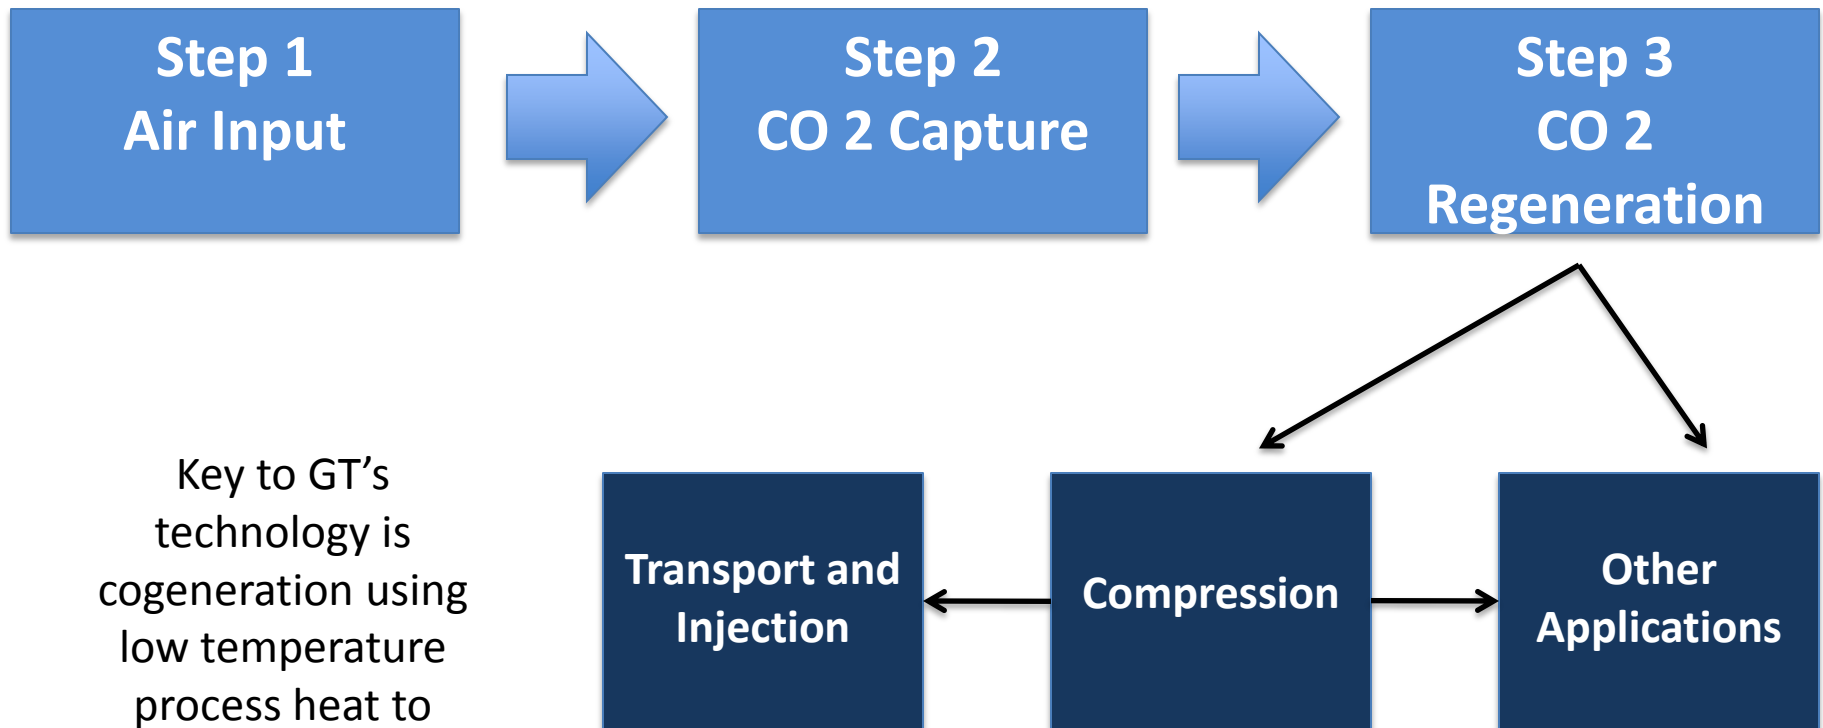 Step 1
Air Input
Step 2
CO 2 Capture
Step 3
CO 2
Regeneration
Key to GT’s
technology is
cogeneration using
low temperature
process heat to
Transport and
Injection
Compression
Other
Applications